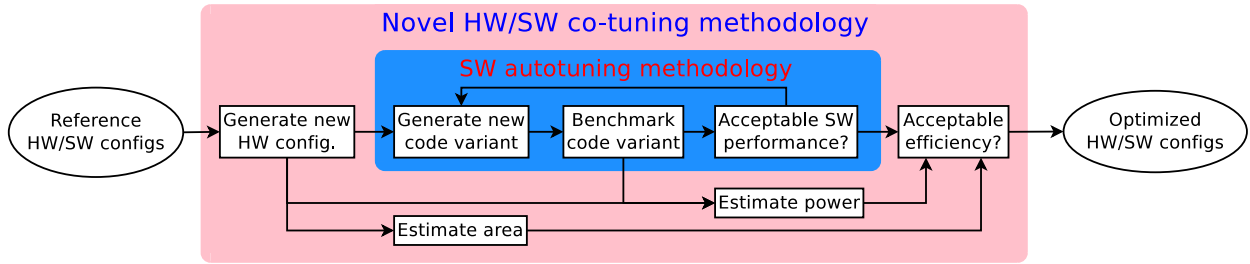 Novel HW/SW co-tuning methodology
SW autotuning methodology
Reference
HW/SW configs
Generate new
HW config.
Generate new
code variant
Benchmark
code variant
Acceptable SW
performance?
Acceptable
efficiency?
Optimized
HW/SW configs
Estimate power
Estimate area